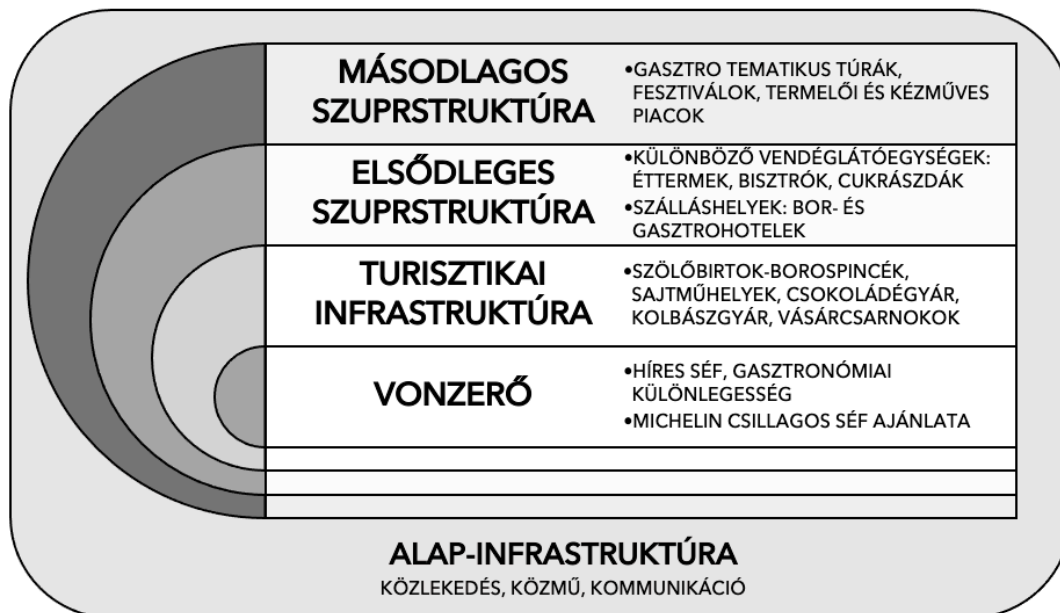 MÁSODLAGOS
SZUPRSTRUKTÚRA
•GASZTRO TEMATIKUS TÚRÁK,
FESZTIVÁLOK, TERMELŐI ÉS KÉZMŰVES
PIACOK
ELSŐDLEGES
SZUPRSTRUKTÚRA
•KÜLÖNBÖZŐ VENDÉGLÁTÓEGYSÉGEK:
ÉTTERMEK, BISZTRÓK, CUKRÁSZDÁK
•SZÁLLÁSHELYEK: BOR- ÉS
GASZTROHOTELEK
TURISZTIKAI
INFRASTRUKTÚRA
•SZÖLŐBIRTOK-BOROSPINCÉK,
SAJTMŰHELYEK, CSOKOLÁDÉGYÁR,
KOLBÁSZGYÁR, VÁSÁRCSARNOKOK
VONZERŐ
•HÍRES SÉF, GASZTRONÓMIAI
KÜLÖNLEGESSÉG
•MICHELIN CSILLAGOS SÉF AJÁNLATA
ALAP-INFRASTRUKTÚRA
KÖZLEKEDÉS, KÖZMŰ, KOMMUNIKÁCIÓ